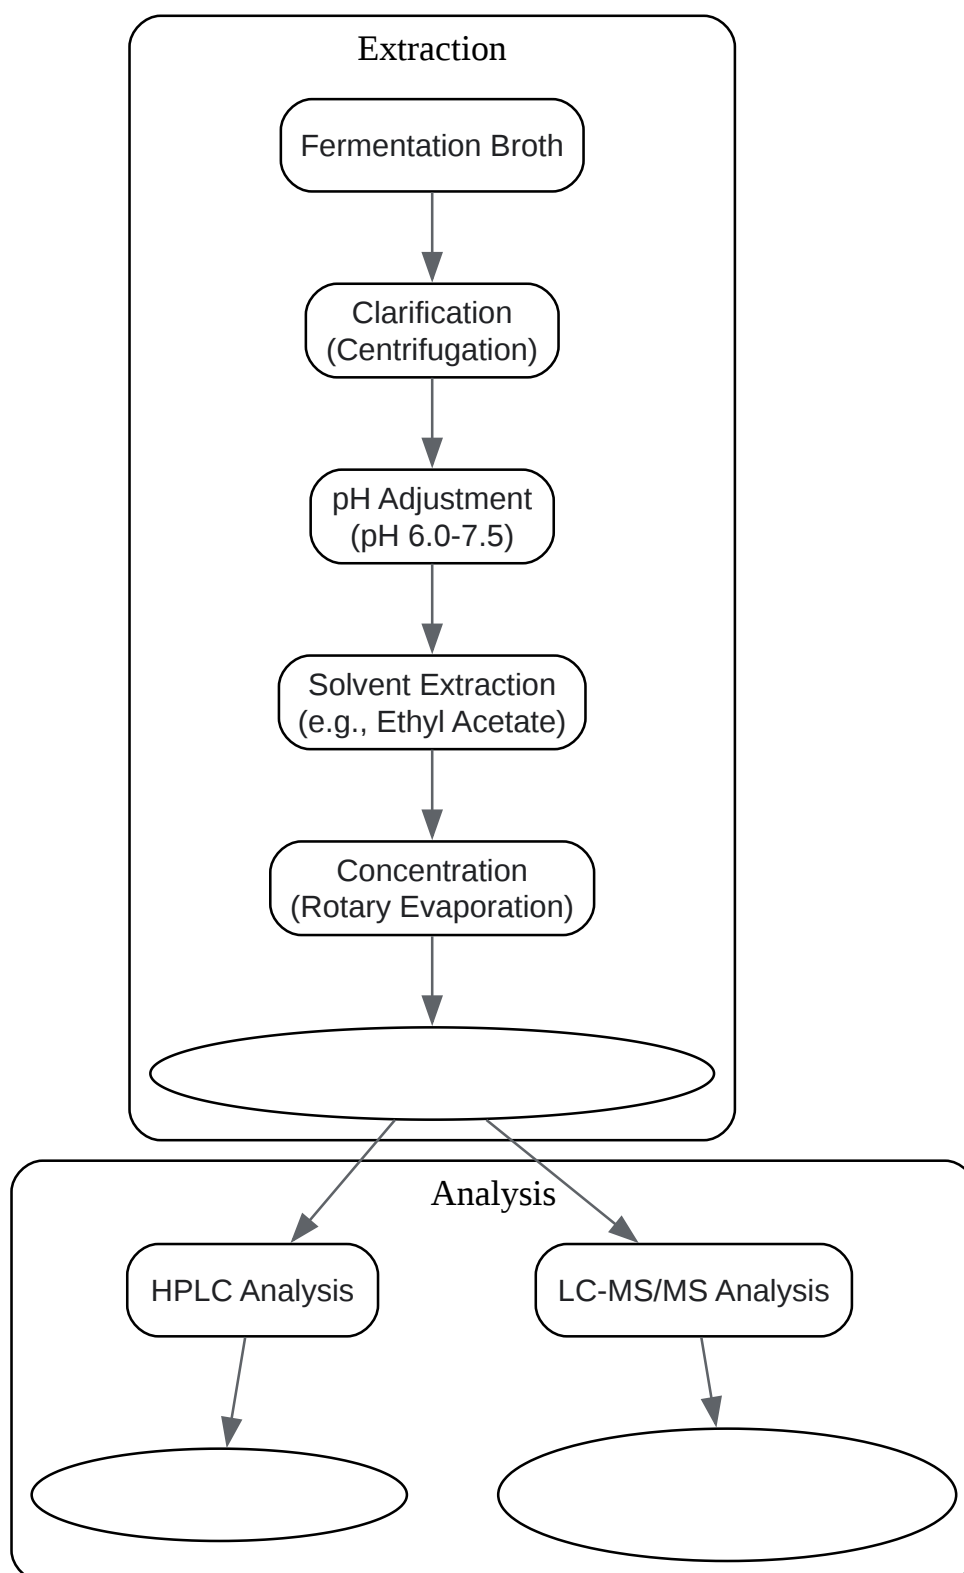 Extraction
Fermentation Broth
Clarification
(Centrifugation)
pH Adjustment
(pH 6.0-7.5)
Solvent Extraction
(e.g., Ethyl Acetate)
Concentration
(Rotary Evaporation)
Analysis
HPLC Analysis
LC-MS/MS Analysis